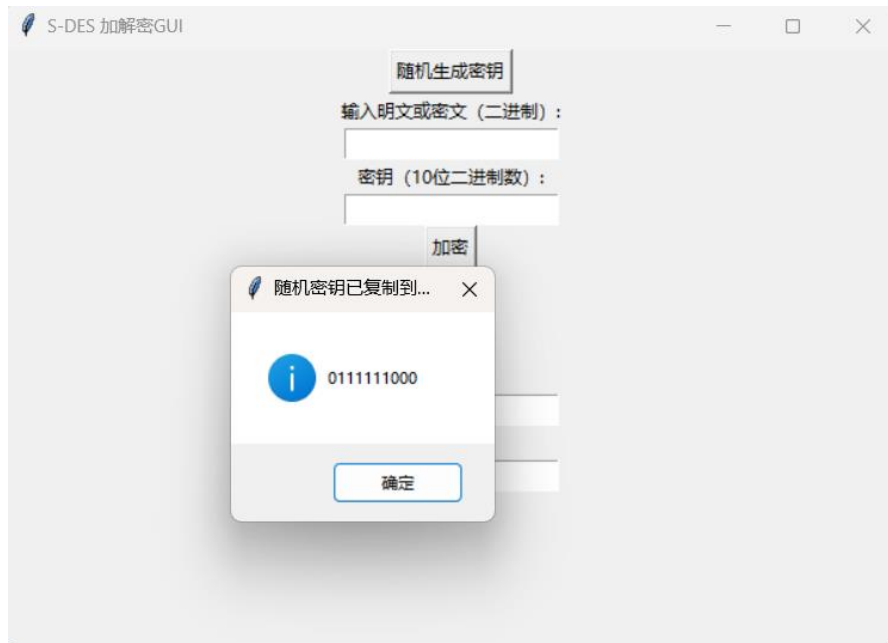 S-DES 加解密GUI
随机生成密钥
输入明文或密文（二进制）:
密钥（10位二进制数）:
加密
随机密钥已复制到...
0111111000
确定